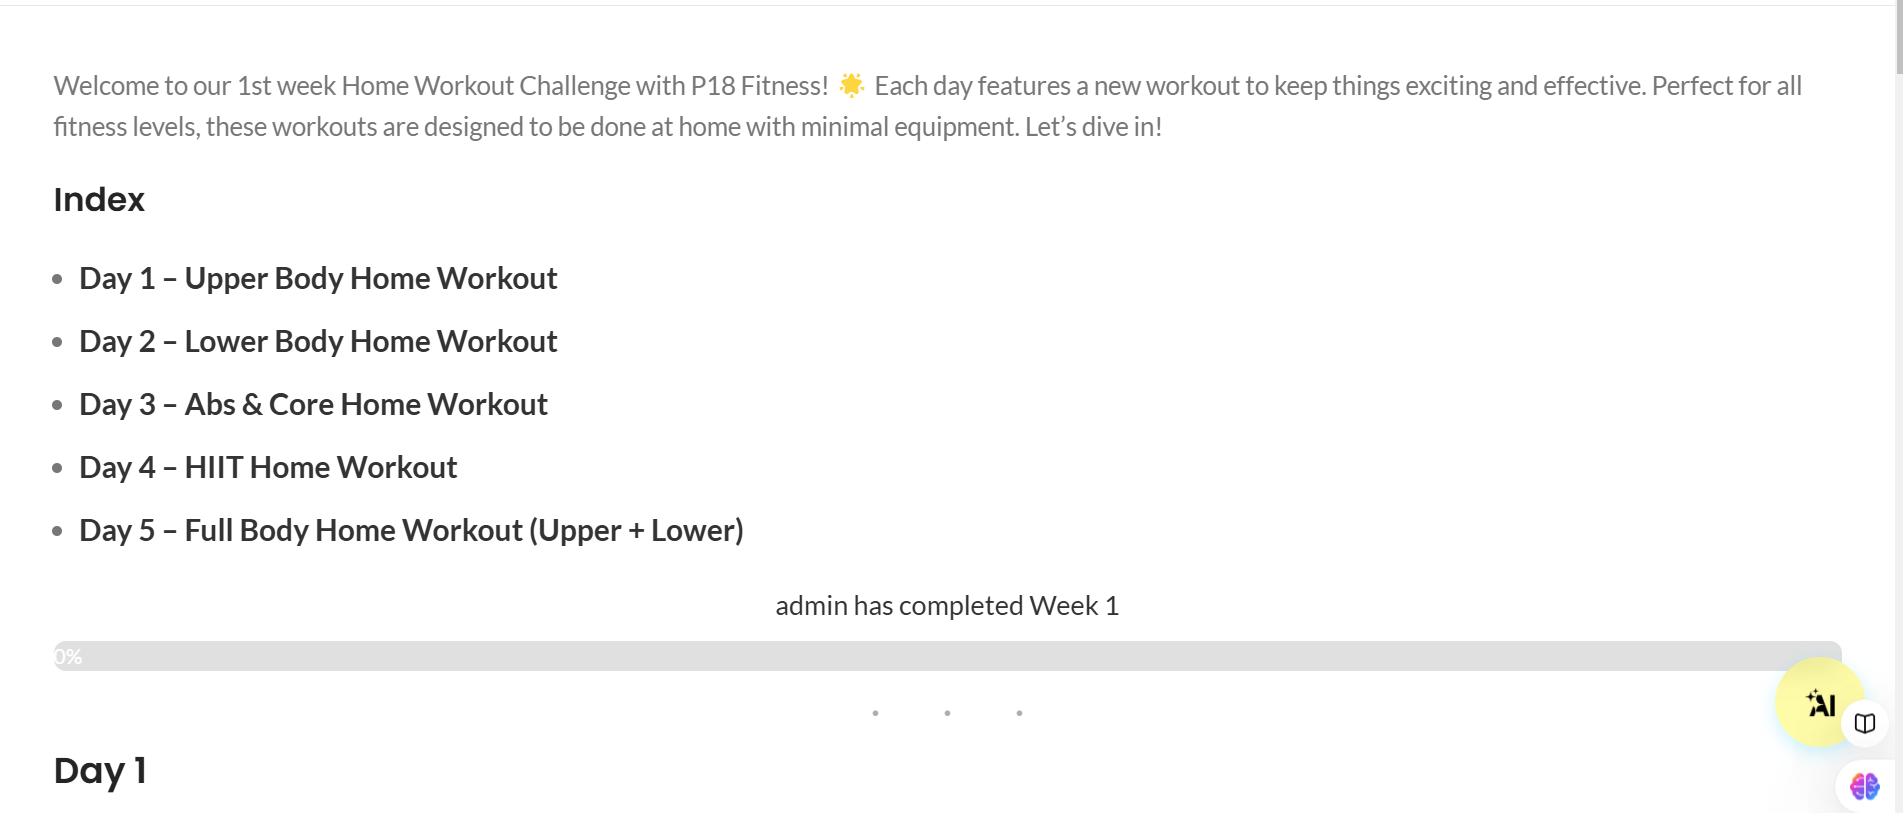 Welcome to our 1st week Home Workout Challenge with P18 Fitness! 🌟 Each day features a new workout to keep things exciting and effective. Perfect for all
fitness levels, these workouts are designed to be done at home with minimal equipment. Let’s dive in!
Index
• Day 1 – Upper Body Home Workout
• Day 2 – Lower Body Home Workout
• Day 3 – Abs & Core Home Workout
• Day 4 – HIIT Home Workout
• Day 5 – Full Body Home Workout (Upper + Lower)
admin has completed Week 1
0%
. . .
AI
Day 1